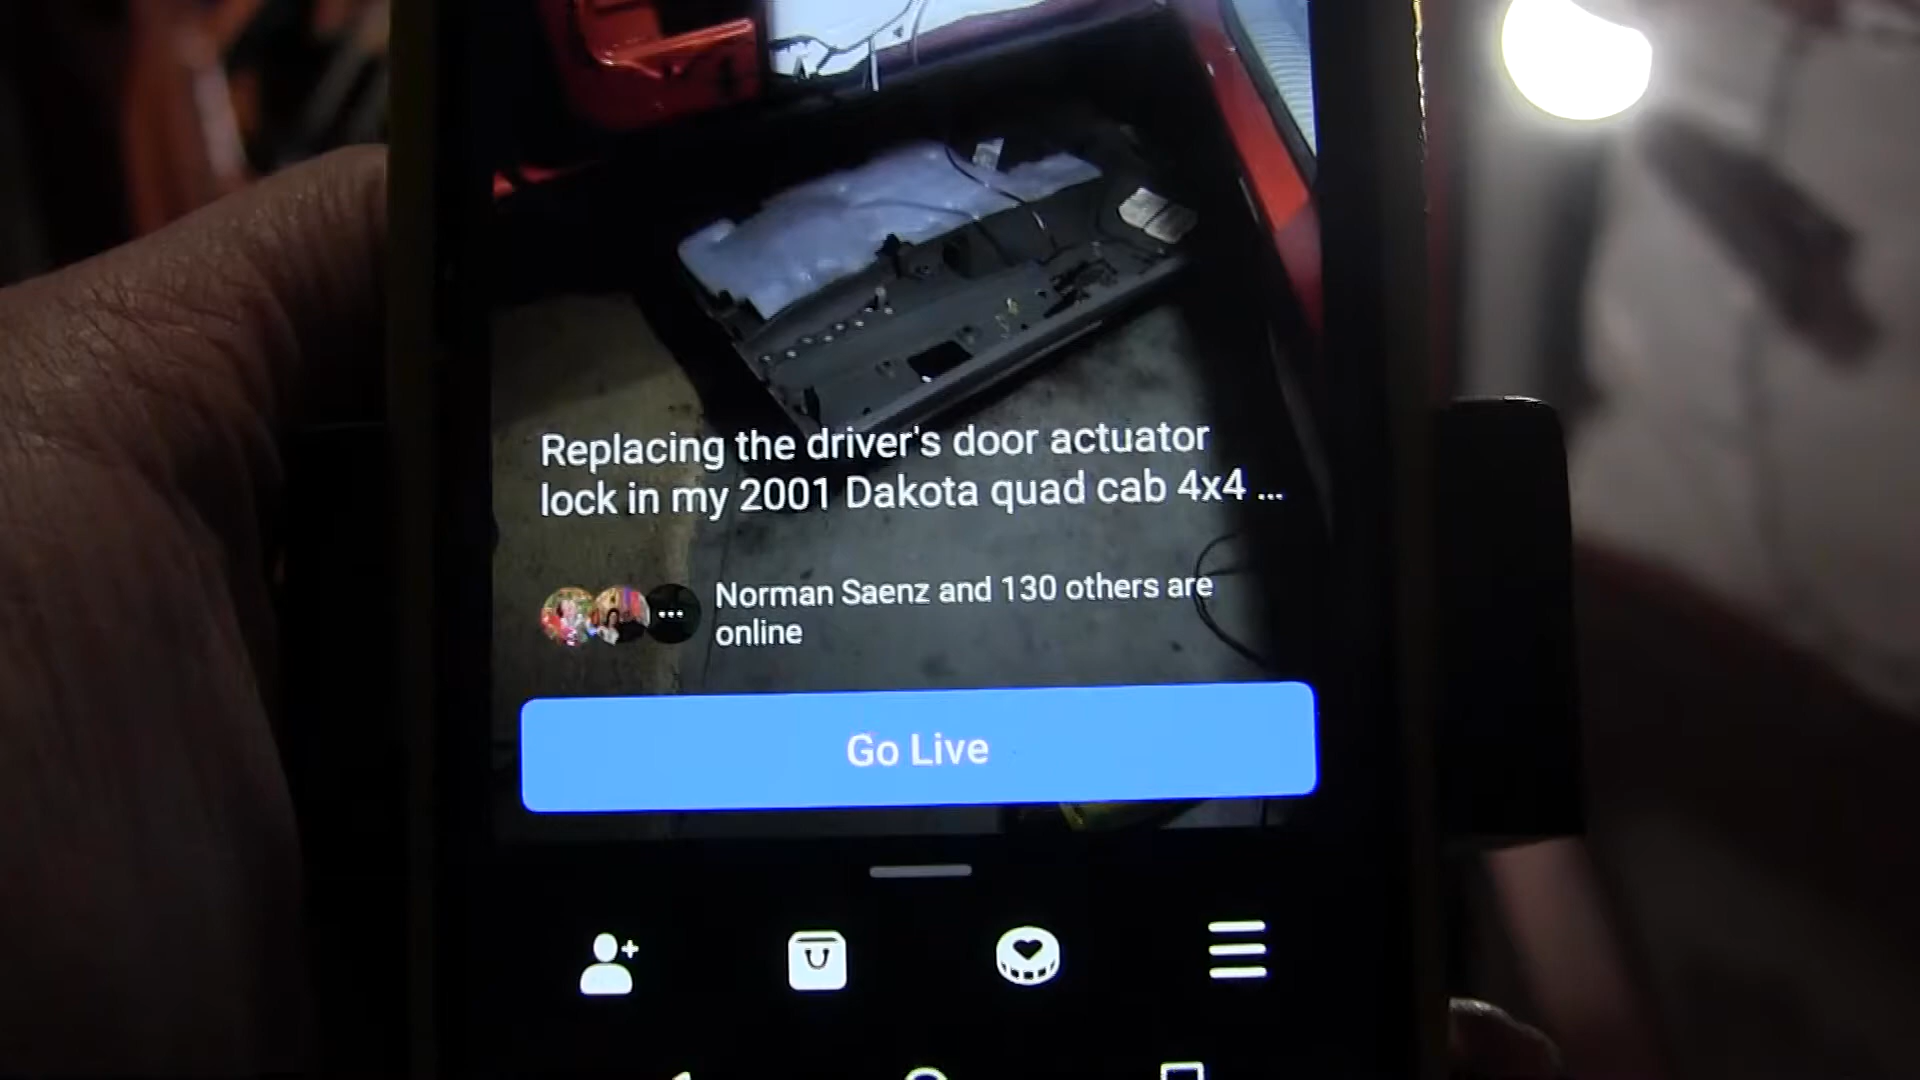 Replacing the driver's door actuator
lock in my 2001 Dakota quad cab 4x4 ...
Norman Saenz and 130 others are
online
Go Live